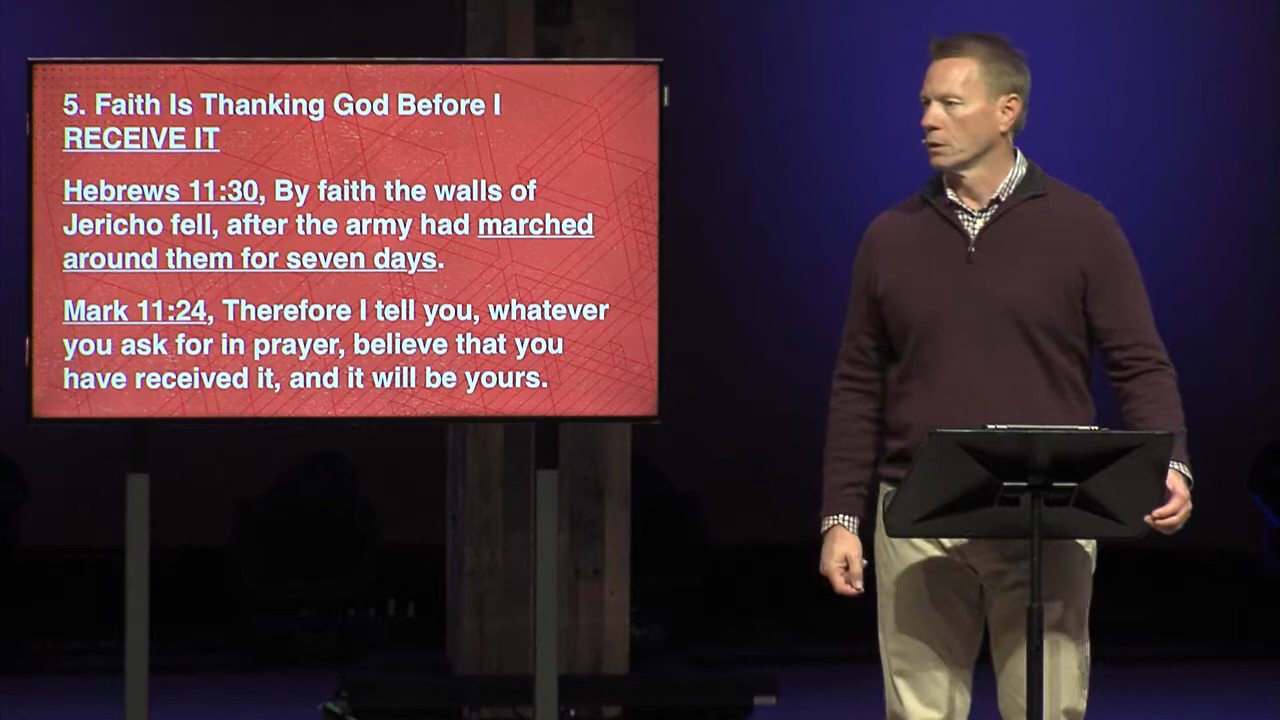 5. Faith Is Thanking God Before I
RECEIVE IT
Hebrews 11:30, By faith the walls of
Jericho fell, after the army had marched
around them for seven days.
Mark 11:24, Therefore I tell you, whatever
you ask for in prayer, believe that you
have received it, and it will be yours.